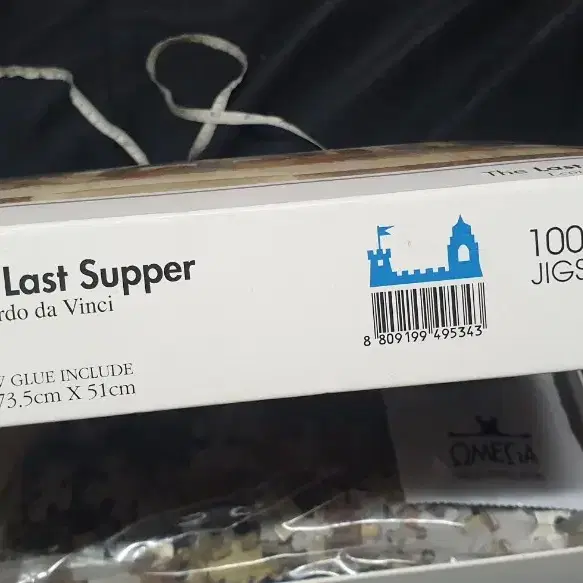 The Last
Last Supper
rdo da Vinci
GLUE INCLUDE
73.5cm X 51cm
8 809199 495343
100
JIGS
OMEGA